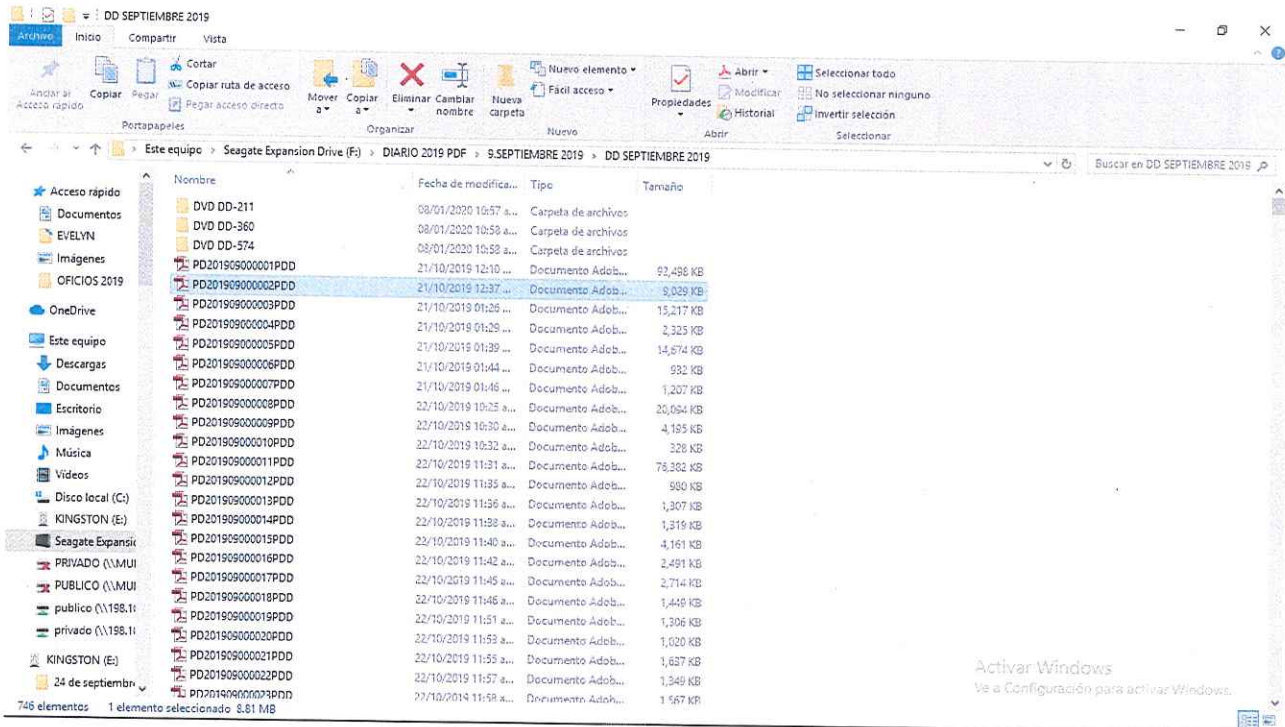 DD SEPTIEMBRE 2019
Archivo Inicio Compartir Vista
Anclar al Acceso rápido
Copiar
Pegar
Cortar
Copiar ruta de acceso
Pegar acceso directo
Portapapeles
Mover a
Copiar a
Eliminar
Cambiar nombre
Nueva carpeta
Organizar
Nuevo elemento
Fácil acceso
Nuevo
Propiedades
Abrir
Modificar
Historial
Abrir
Seleccionar todo
No seleccionar ninguno
Invertir selección
Seleccionar
Este equipo > Seagate Expansion Drive (F:) > DIARIO 2019 PDF > 9.SEPTIEMBRE 2019 > DD SEPTIEMBRE 2019
Buscar en DD SEPTIEMBRE 2019
Acceso rápido
Documentos
EVELYN
Imágenes
OFICIOS 2019
OneDrive
Este equipo
Descargas
Documentos
Escritorio
Imágenes
Música
Vídeos
Disco local (C:)
KINGSTON (E:)
Seagate Expansio
PRIVADO (\\MUI
PUBLICO (\\MUI
publico (\\198.1
privado (\\198.1
KINGSTON (E:)
24 de septiembre
Nombre Fecha de modifica... Tipo Tamaño
DVD DD-211 08/01/2020 10:57 a... Carpeta de archivos
DVD DD-360 08/01/2020 10:58 a... Carpeta de archivos
DVD DD-574 08/01/2020 10:58 a... Carpeta de archivos
PD201909000001PDD 21/10/2019 12:10 ... Documento Adob... 92,498 KB
PD201909000002PDD 21/10/2019 12:37 ... Documento Adob... 9,029 KB
PD201909000003PDD 21/10/2019 01:26 ... Documento Adob... 15,217 KB
PD201909000004PDD 21/10/2019 01:29 ... Documento Adob... 2,325 KB
PD201909000005PDD 21/10/2019 01:39 ... Documento Adob... 14,674 KB
PD201909000006PDD 21/10/2019 01:44 ... Documento Adob... 932 KB
PD201909000007PDD 21/10/2019 01:46 ... Documento Adob... 1,207 KB
PD201909000008PDD 22/10/2019 10:25 a... Documento Adob... 20,094 KB
PD201909000009PDD 22/10/2019 10:30 a... Documento Adob... 4,195 KB
PD201909000010PDD 22/10/2019 10:32 a... Documento Adob... 328 KB
PD201909000011PDD 22/10/2019 11:31 a... Documento Adob... 76,382 KB
PD201909000012PDD 22/10/2019 11:35 a... Documento Adob... 980 KB
PD201909000013PDD 22/10/2019 11:36 a... Documento Adob... 1,307 KB
PD201909000014PDD 22/10/2019 11:38 a... Documento Adob... 1,319 KB
PD201909000015PDD 22/10/2019 11:40 a... Documento Adob... 4,161 KB
PD201909000016PDD 22/10/2019 11:42 a... Documento Adob... 2,491 KB
PD201909000017PDD 22/10/2019 11:45 a... Documento Adob... 2,714 KB
PD201909000018PDD 22/10/2019 11:46 a... Documento Adob... 1,449 KB
PD201909000019PDD 22/10/2019 11:51 a... Documento Adob... 1,306 KB
PD201909000020PDD 22/10/2019 11:53 a... Documento Adob... 1,020 KB
PD201909000021PDD 22/10/2019 11:55 a... Documento Adob... 1,637 KB
PD201909000022PDD 22/10/2019 11:57 a... Documento Adob... 1,349 KB
PD201909000023PDD 22/10/2019 11:58 a... Documento Adob... 1,567 KB
Activar Windows
Ve a Configuración para activar Windows.
746 elementos 1 elemento seleccionado 8.81 MB